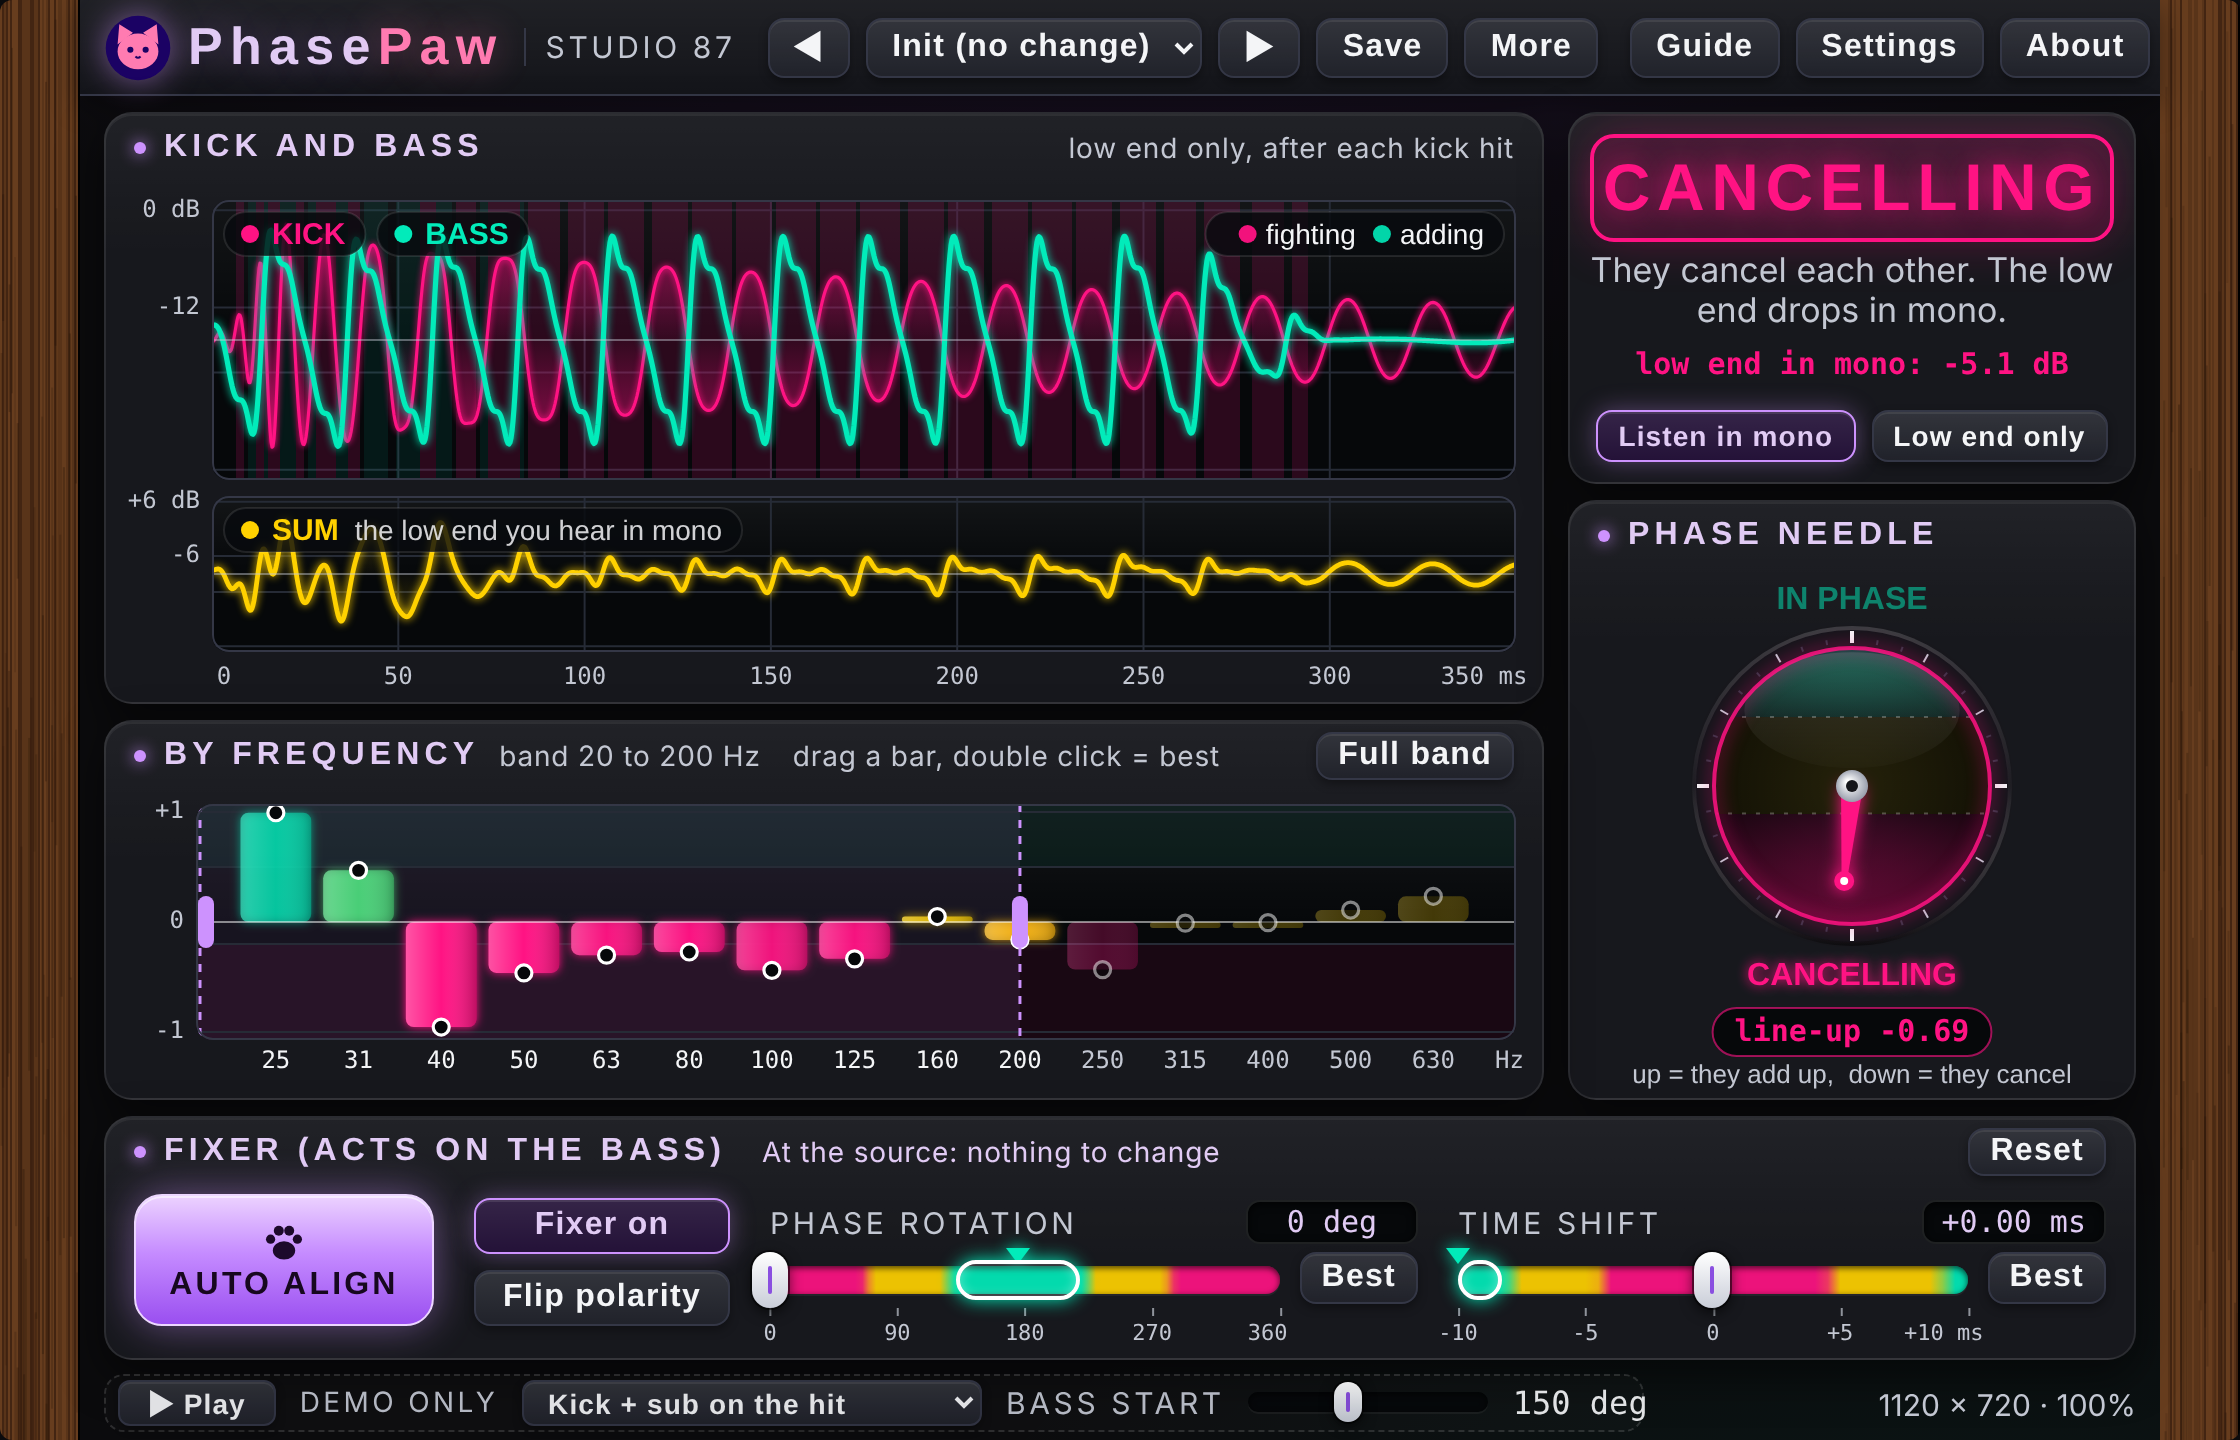 PhasePaw STUDIO 87 Init (no change) Save More Guide Settings About
KICK AND BASS low end only, after each kick hit
0 dB
KICK BASS fighting adding
-12
+6 dB
SUM the low end you hear in mono
-6
0 50 100 150 200 250 300 350 ms
CANCELLING
They cancel each other. The low
end drops in mono.
low end in mono: -5.1 dB
Listen in mono Low end only
PHASE NEEDLE
IN PHASE
CANCELLING
line-up -0.69
up = they add up, down = they cancel
BY FREQUENCY band 20 to 200 Hz drag a bar, double click = best Full band
+1
0
-1
25 31 40 50 63 80 100 125 160 200 250 315 400 500 630 Hz
FIXER (ACTS ON THE BASS) At the source: nothing to change Reset
AUTO ALIGN
Fixer on
Flip polarity
PHASE ROTATION 0 deg
Best
0 90 180 270 360
TIME SHIFT +0.00 ms
Best
-10 -5 0 +5 +10 ms
Play DEMO ONLY Kick + sub on the hit BASS START 150 deg 1120 × 720 · 100%